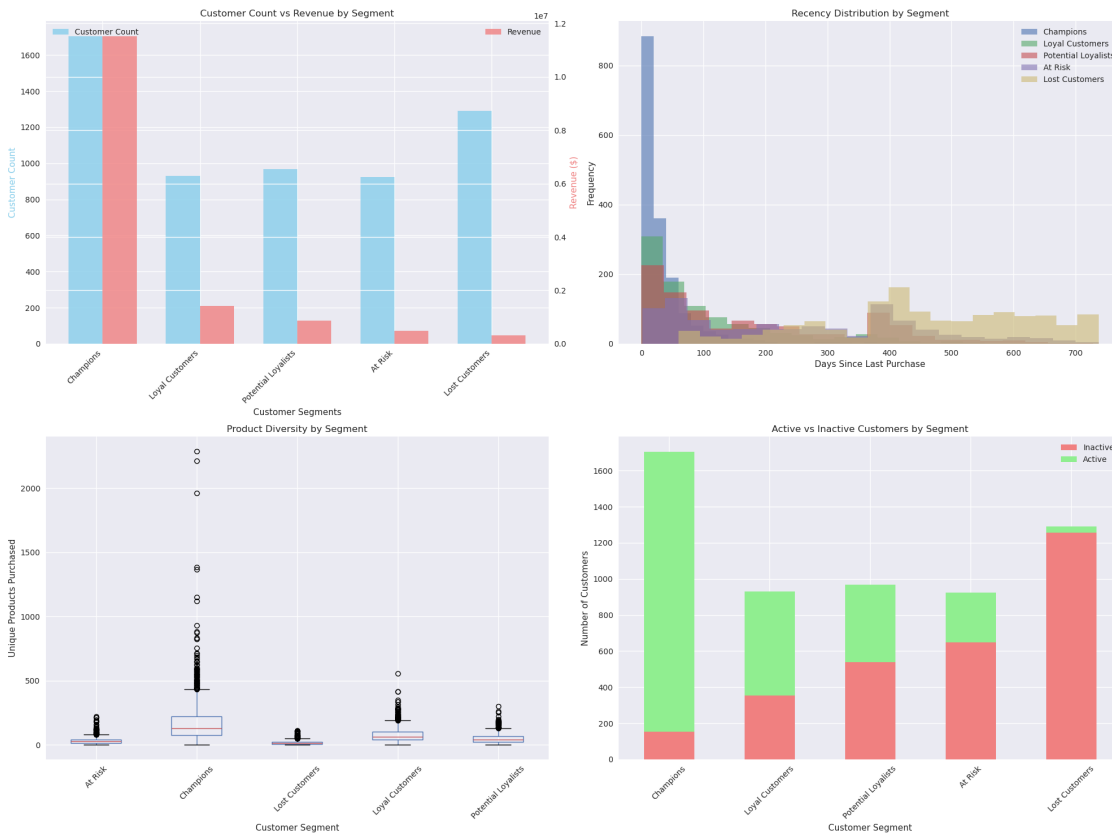 Customer Count vs Revenue by Segment
1e7
Customer Count
Revenue
1600
1400
1200
1000
800
600
400
200
0
Customer Count
1.2
1.0
0.8
0.6
0.4
0.2
0.0
Revenue ($)
Champions
Loyal Customers
Potential Loyalists
At Risk
Lost Customers
Customer Segments
Recency Distribution by Segment
Champions
Loyal Customers
Potential Loyalists
At Risk
Lost Customers
800
600
400
200
0
Frequency
0 100 200 300 400 500 600 700
Days Since Last Purchase
Product Diversity by Segment
2000
1500
1000
500
0
Unique Products Purchased
At Risk
Champions
Lost Customers
Loyal Customers
Potential Loyalists
Customer Segment
Active vs Inactive Customers by Segment
Inactive
Active
1600
1400
1200
1000
800
600
400
200
0
Number of Customers
Champions
Loyal Customers
Potential Loyalists
At Risk
Lost Customers
Customer Segment